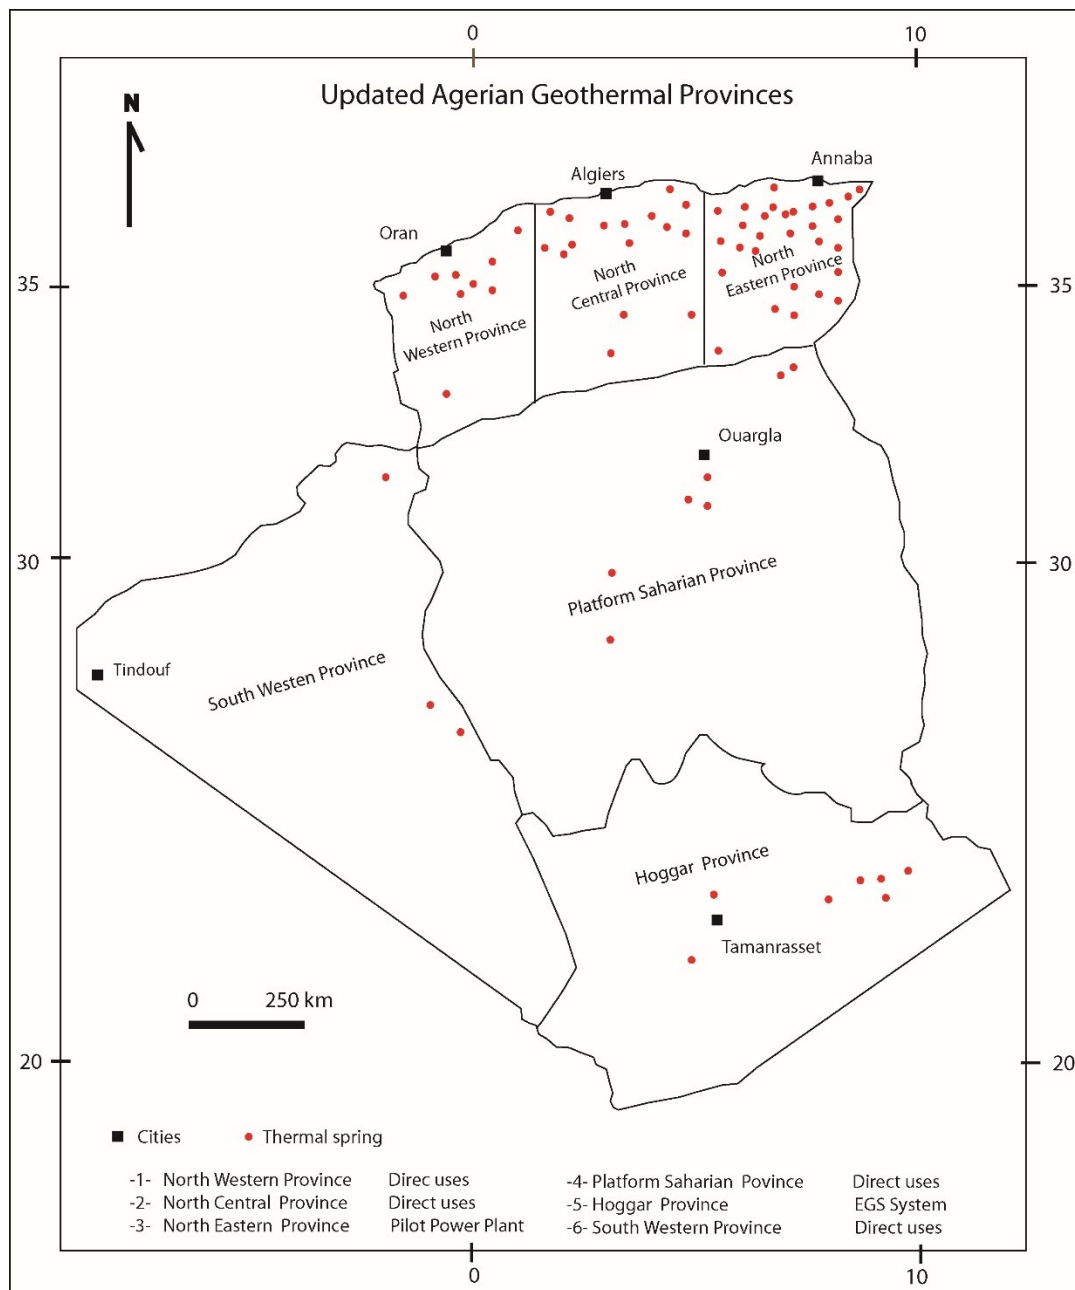 0 10
Updated Agerian Geothermal Provinces
N
Annaba
Algiers
Oran
35 35
North
Western Province
North
Central Province
North
Eastern Province
Ouargla
30 30
Platform Saharian Province
Tindouf
South Westen Province
Hoggar Province
Tamanrasset
0 250 km
20 20
Cities Thermal spring
-1- North Western Province Direc uses
-2- North Central Province Direct uses
-3- North Eastern Province Pilot Power Plant
-4- Platform Saharian Povince Direct uses
-5- Hoggar Province EGS System
-6- South Western Province Direct uses
0 10